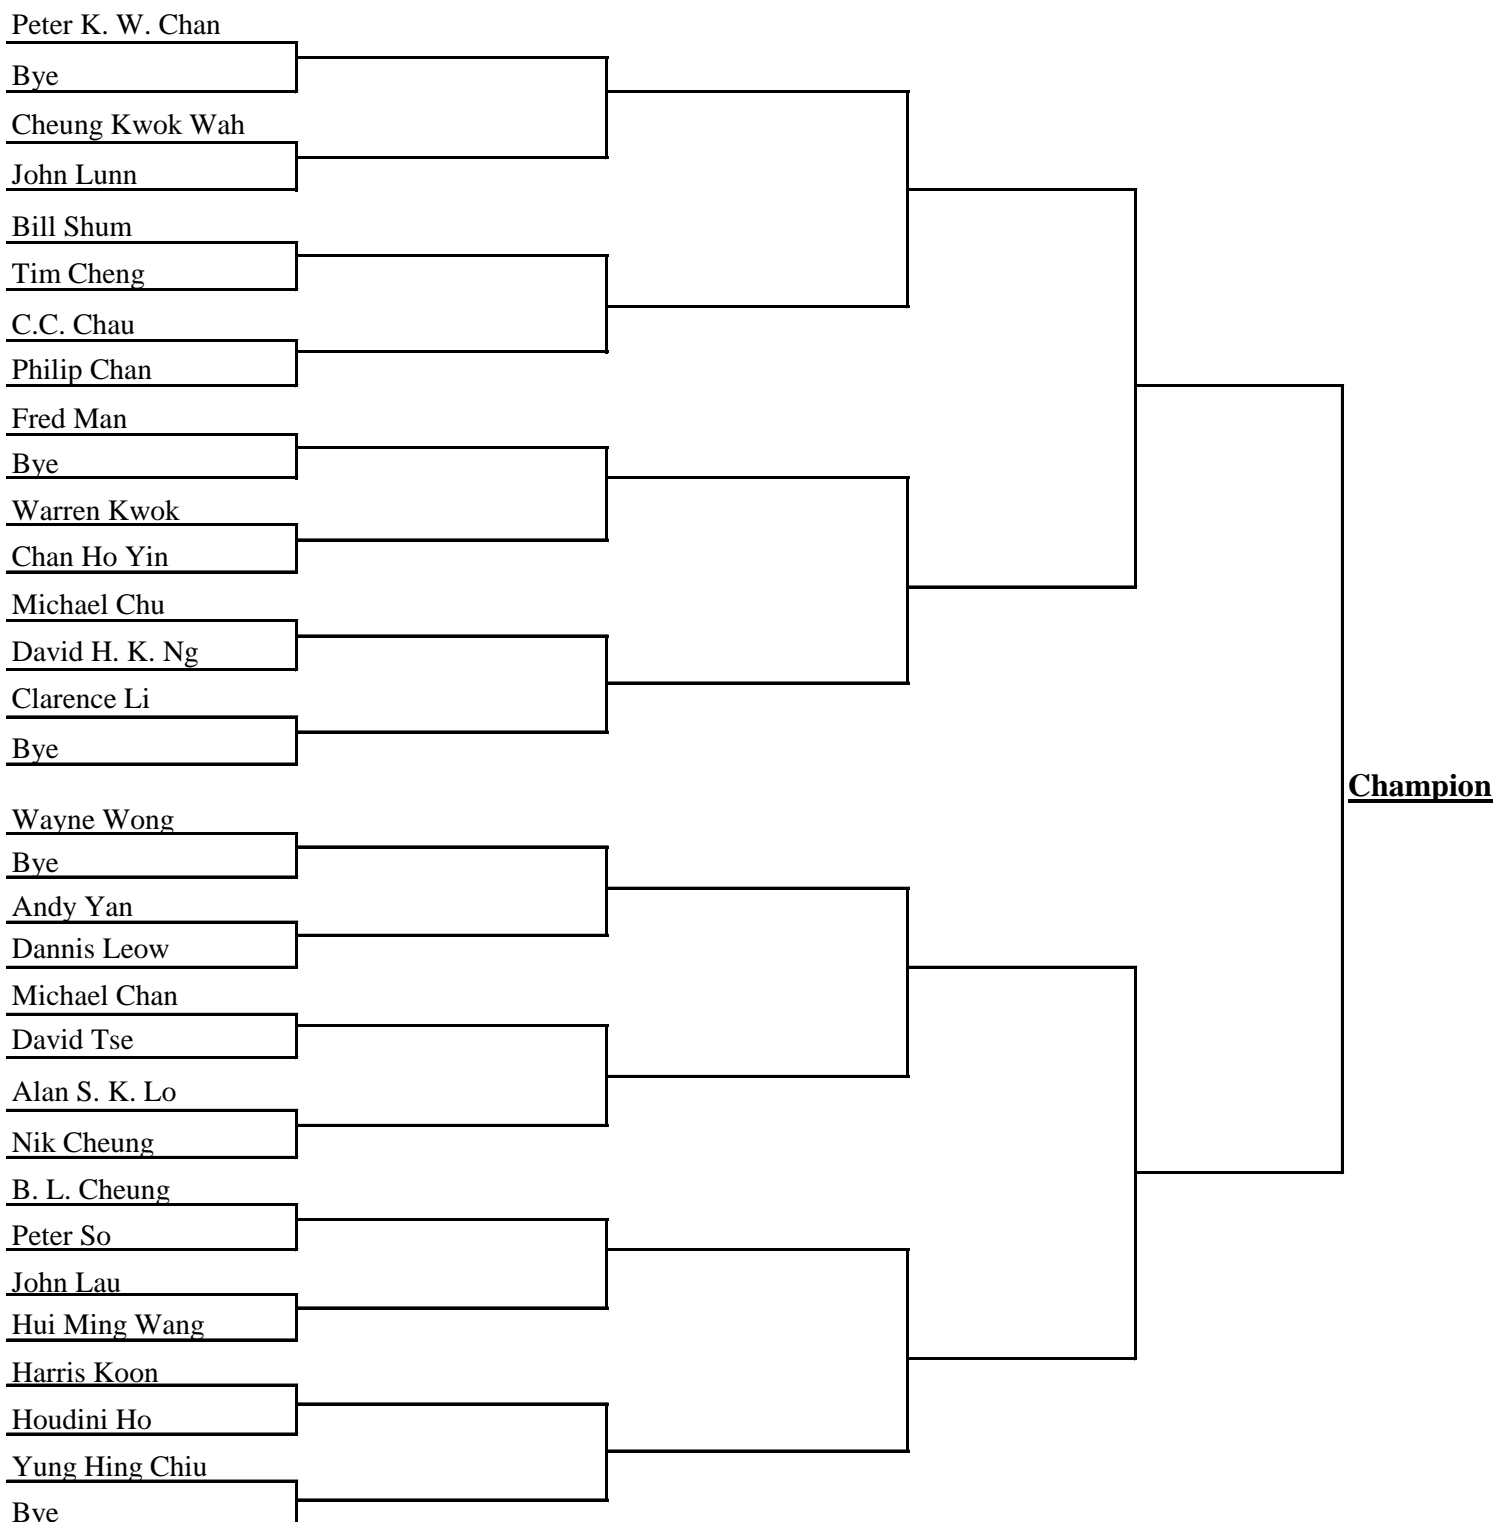 Peter K. W. Chan
Bye
Cheung Kwok Wah
John Lunn
Bill Shum
Tim Cheng
C.C. Chau
Philip Chan
Fred Man
Bye
Warren Kwok
Chan Ho Yin
Michael Chu
David H. K. Ng
Clarence Li
Bye
Champion
Wayne Wong
Bye
Andy Yan
Dannis Leow
Michael Chan
David Tse
Alan S. K. Lo
Nik Cheung
B. L. Cheung
Peter So
John Lau
Hui Ming Wang
Harris Koon
Houdini Ho
Yung Hing Chiu
Bye